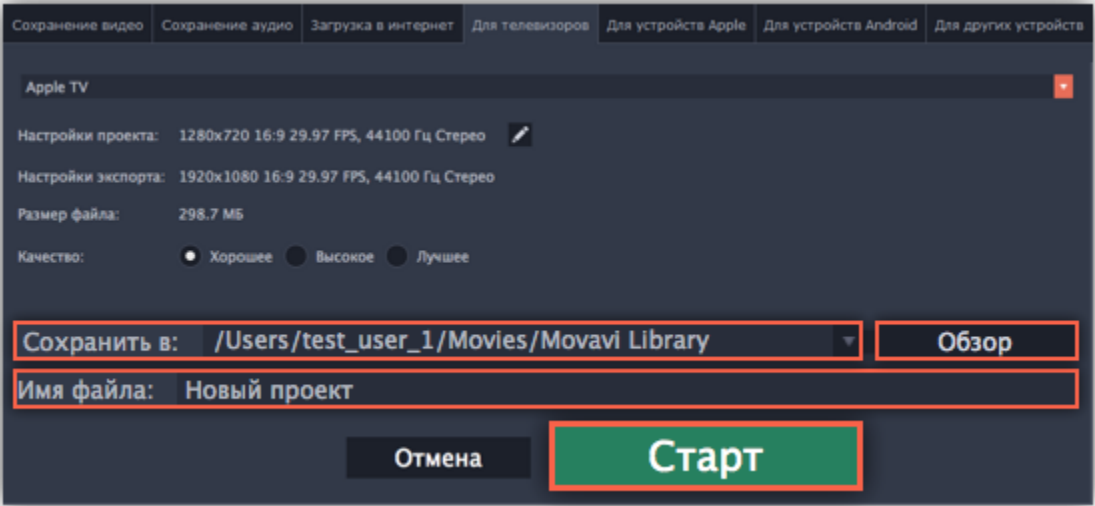 Сохранение видео Сохранение аудио Загрузка в интернет Для телевизоров Для устройств Apple Для устройств Android Для других устройств
Apple TV
Настройки проекта: 1280x720 16:9 29.97 FPS, 44100 Гц Стерео
Настройки экспорта: 1920x1080 16:9 29.97 FPS, 44100 Гц Стерео
Размер файла: 298.7 МБ
Качество: Хорошее Высокое Лучшее
Сохранить в: /Users/test_user_1/Movies/Movavi Library Обзор
Имя файла: Новый проект
Отмена Старт